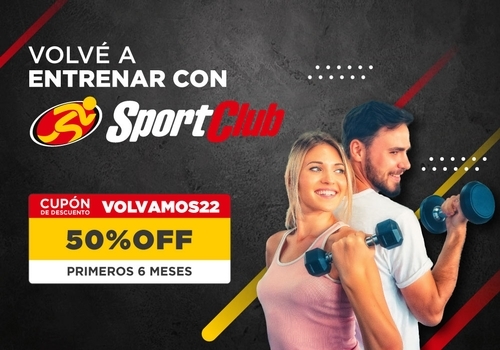 VOLVÉ A
ENTRENAR CON
SportClub
CUPÓN
DE DESCUENTO
VOLVAMOS22
50%OFF
PRIMEROS 6 MESES